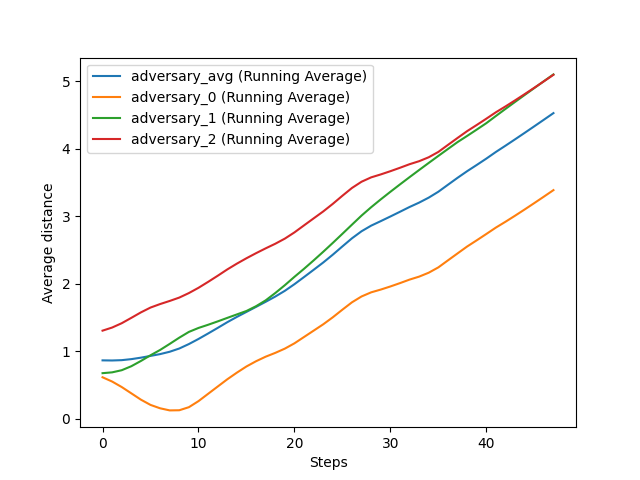 adversary_avg (Running Average)
adversary_0 (Running Average)
adversary_1 (Running Average)
adversary_2 (Running Average)
5
4
3
2
1
0
Average distance
0 10 20 30 40
Steps